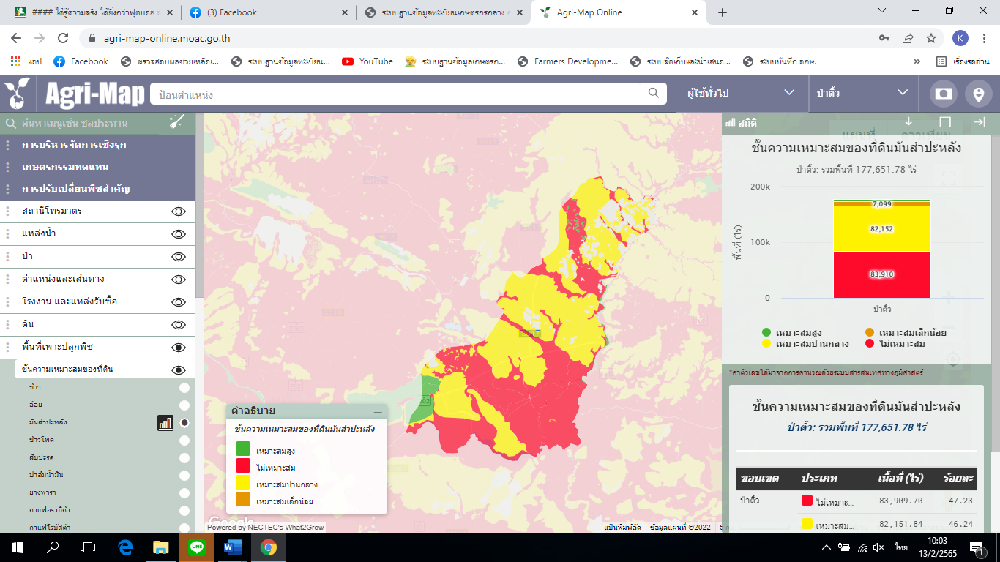 (3) Facebook
ระบบฐานข้อมูลทะเบียนเกษตรกรกลาง
Agri-Map Online
agri-map-online.moac.go.th
K
แอป
Facebook
ตรวจสอบผลช่วยเหลือเ...
ระบบฐานข้อมูลทะเบียน...
YouTube
ระบบฐานข้อมูลเกษตรก...
Farmers Developme...
ระบบจัดเก็บและนำเสนอ...
ระบบบันทึก อกษ.
»
เรื่องรออ่าน
Agri-Map
ป้อนตำแหน่ง
ผู้ใช้ทั่วไป
ป่าติ้ว
ค้นหาเมนูเช่น ชลประทาน
การบริหารจัดการเชิงรุก
เกษตรกรรมทดแทน
การปรับเปลี่ยนพืชสำคัญ
สถานีโทรมาตร
แหล่งน้ำ
ป่า
ตำแหน่งและเส้นทาง
โรงงาน และแหล่งรับซื้อ
ดิน
พื้นที่เพาะปลูกพืช
ชั้นความเหมาะสมของที่ดิน
ข้าว
อ้อย
มันสำปะหลัง
ข้าวโพด
สับปะรด
ปาล์มน้ำมัน
ยางพารา
กาแฟอราบิก้า
กาแฟโรบัสต้า
คำอธิบาย
ชั้นความเหมาะสมของที่ดินมันสำปะหลัง
เหมาะสมสูง
ไม่เหมาะสม
เหมาะสมปานกลาง
เหมาะสมเล็กน้อย
Google
Powered by NECTEC's What2Grow
แป้นพิมพ์ลัด
ข้อมูลแผนที่ ©2022
202
สถิติ
ชั้นความเหมาะสมของที่ดินมันสำปะหลัง
ป่าติ้ว: รวมพื้นที่ 177,651.78 ไร่
พื้นที่ (ไร่)
200k
100k
0
7,099
82,152
83,910
ป่าติ้ว
เหมาะสมสูง
เหมาะสมเล็กน้อย
เหมาะสมปานกลาง
ไม่เหมาะสม
*ค่าตัวเลขได้มาจากการคำนวณด้วยระบบสารสนเทศทางภูมิศาสตร์
ชั้นความเหมาะสมของที่ดินมันสำปะหลัง
ป่าติ้ว: รวมพื้นที่ 177,651.78 ไร่
ขอบเขต ประเภท เนื้อที่ (ไร่) ร้อยละ
ป่าติ้ว ไม่เหมาะ... 83,909.70 47.23
เหมาะสม... 82,151.84 46.24
LINE
ไทย
10:03
13/2/2565
1